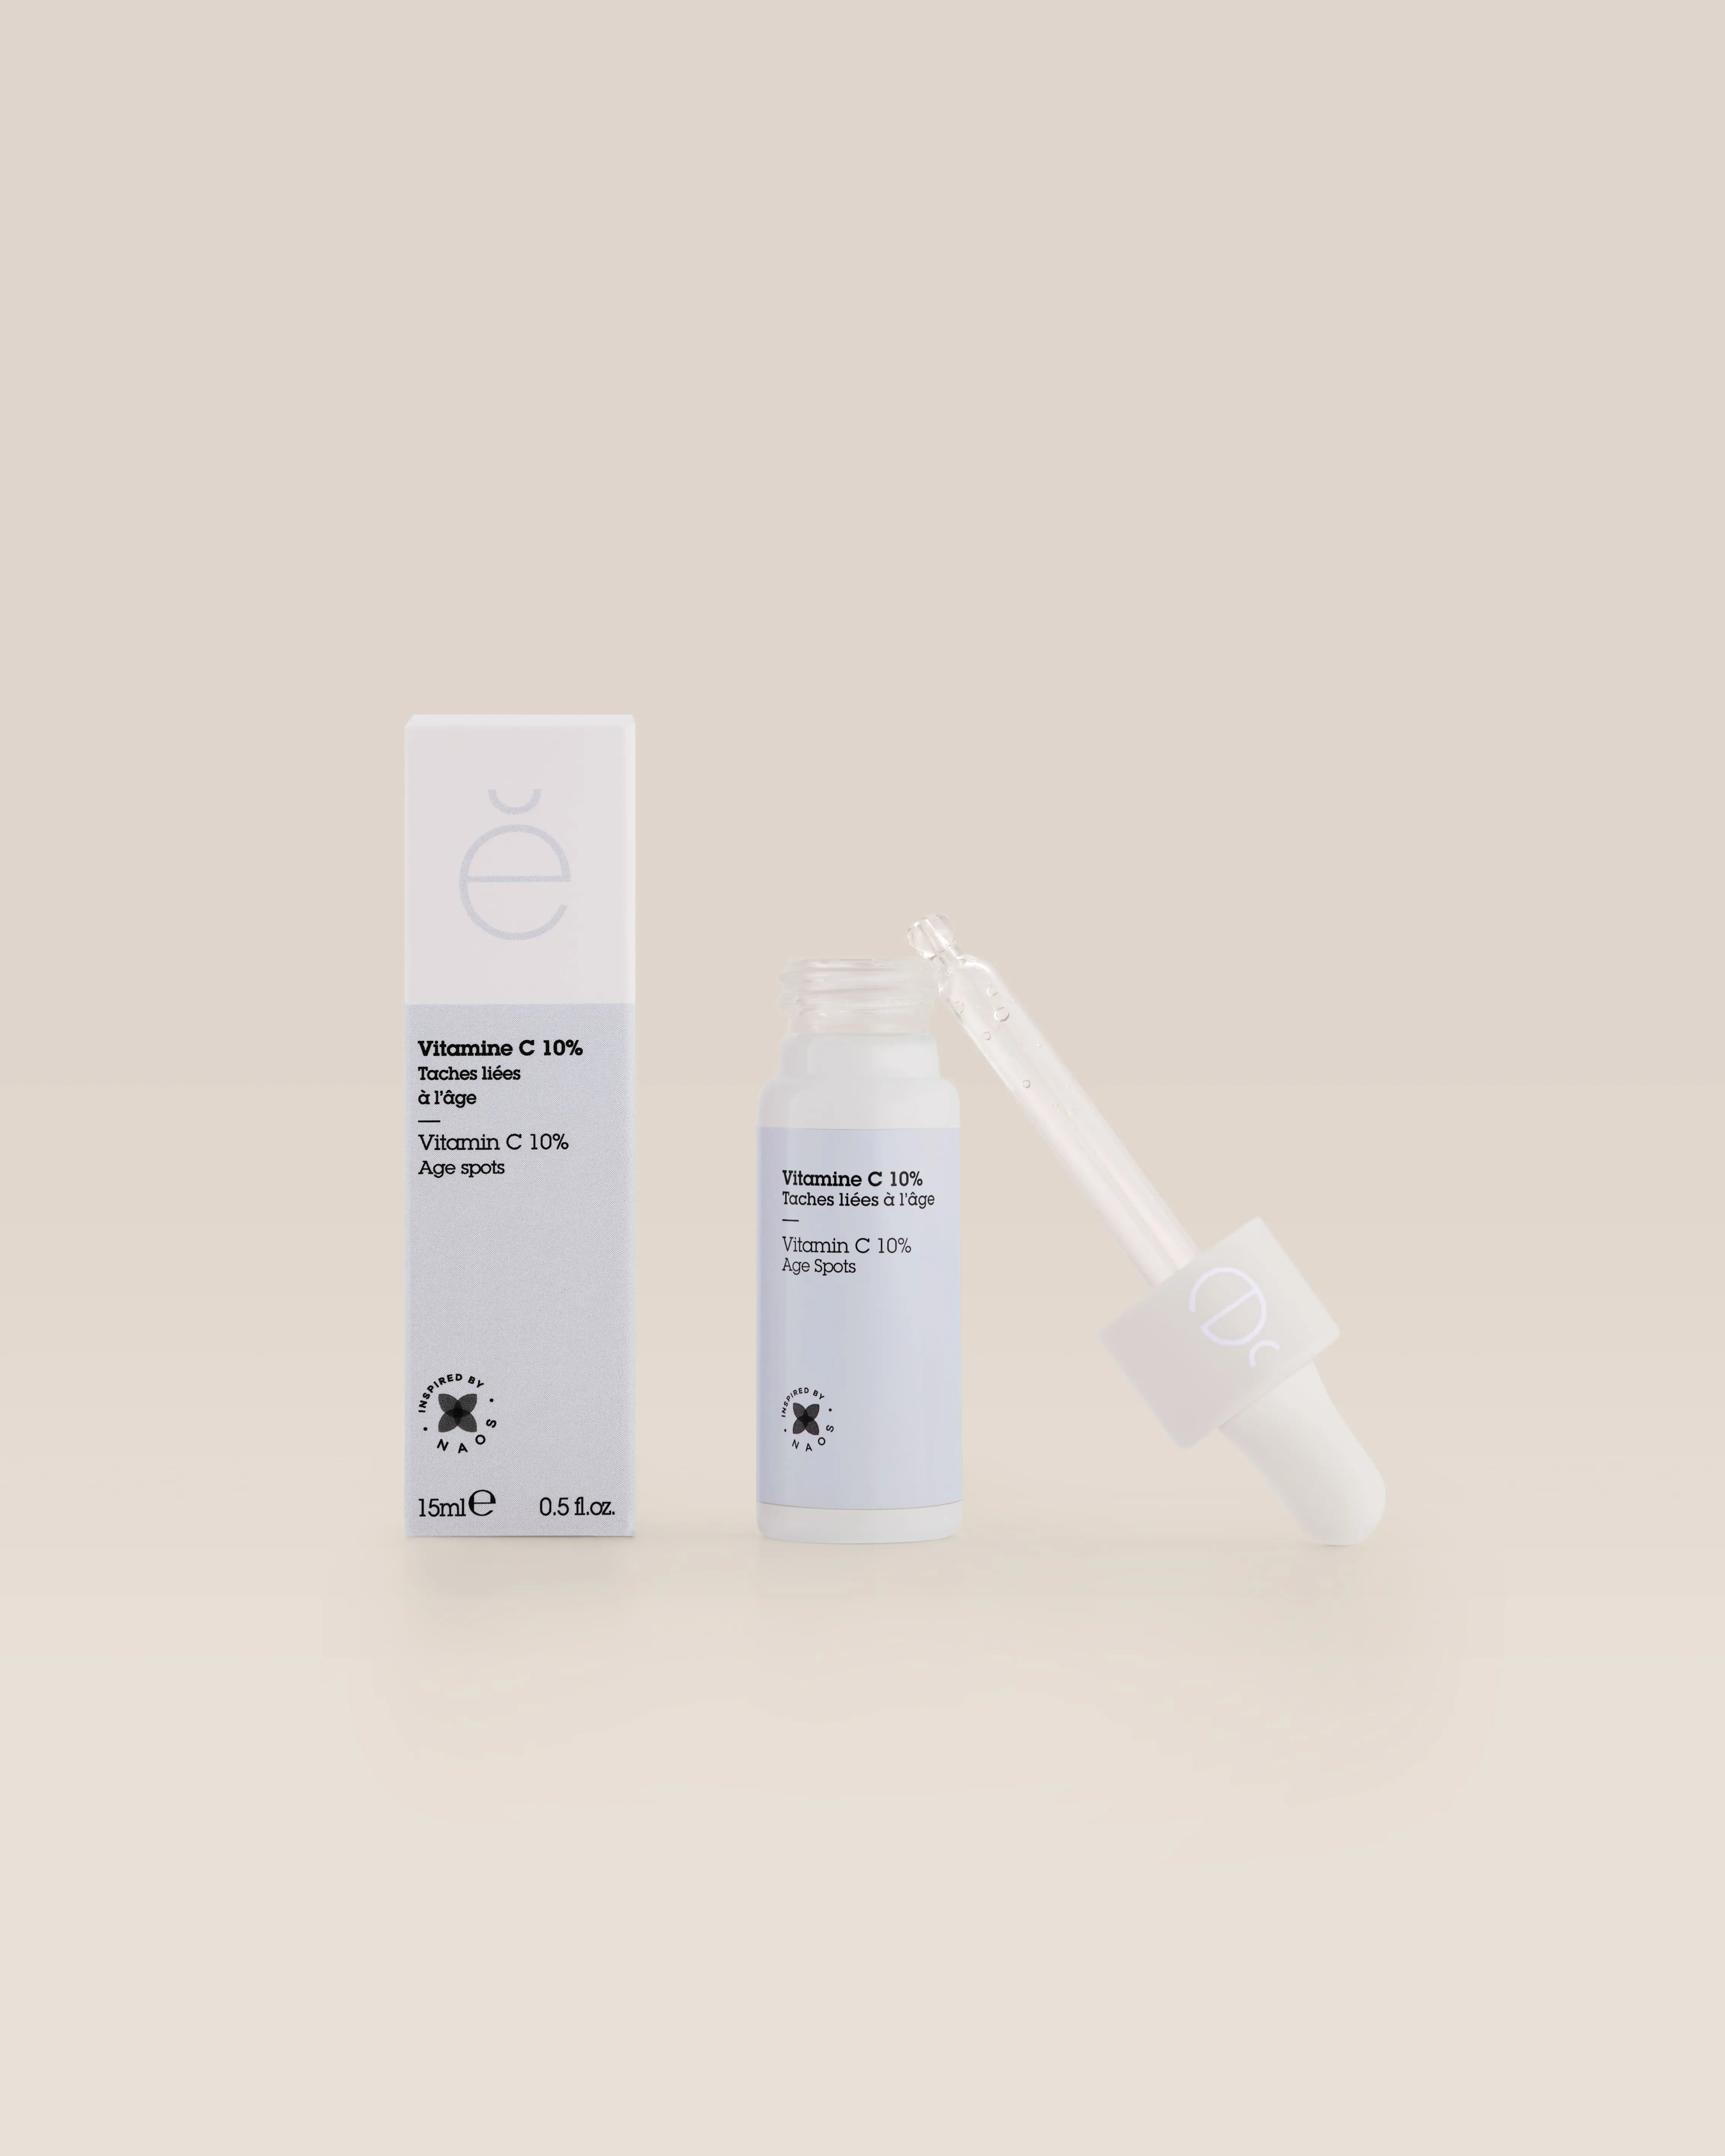 ĕ
Vitamine C 10%
Taches liées
à l'âge
Vitamin C 10%
Age spots
INSPIRED BY
NAOS
15ml℮
0.5 fl.oz.
Vitamine C 10%
Taches liées à l'âge
Vitamin C 10%
Age Spots
INSPIRED BY
NAOS
ĕ